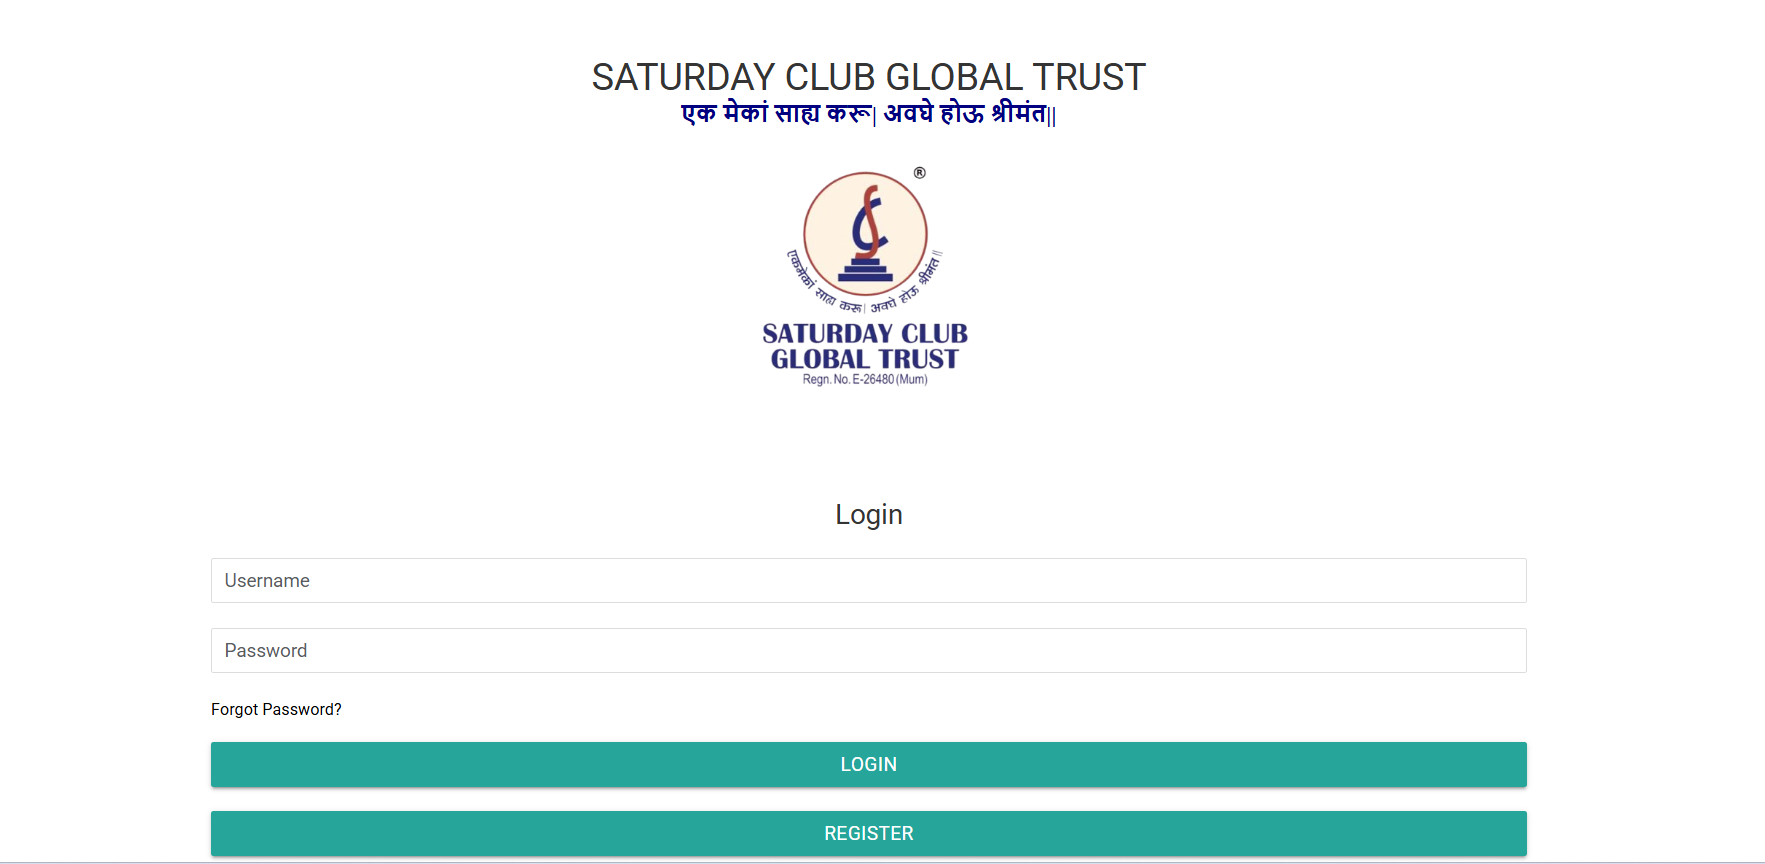 SATURDAY CLUB GLOBAL TRUST
एक मेकां साह्य करू| अवघे होऊ श्रीमंत||
®
एकमेकां साह्य करू| अवघे होऊ श्रीमंत||
SATURDAY CLUB
GLOBAL TRUST
Regn. No. E-26480 (Mum)
Login
Username
Password
Forgot Password?
LOGIN
REGISTER